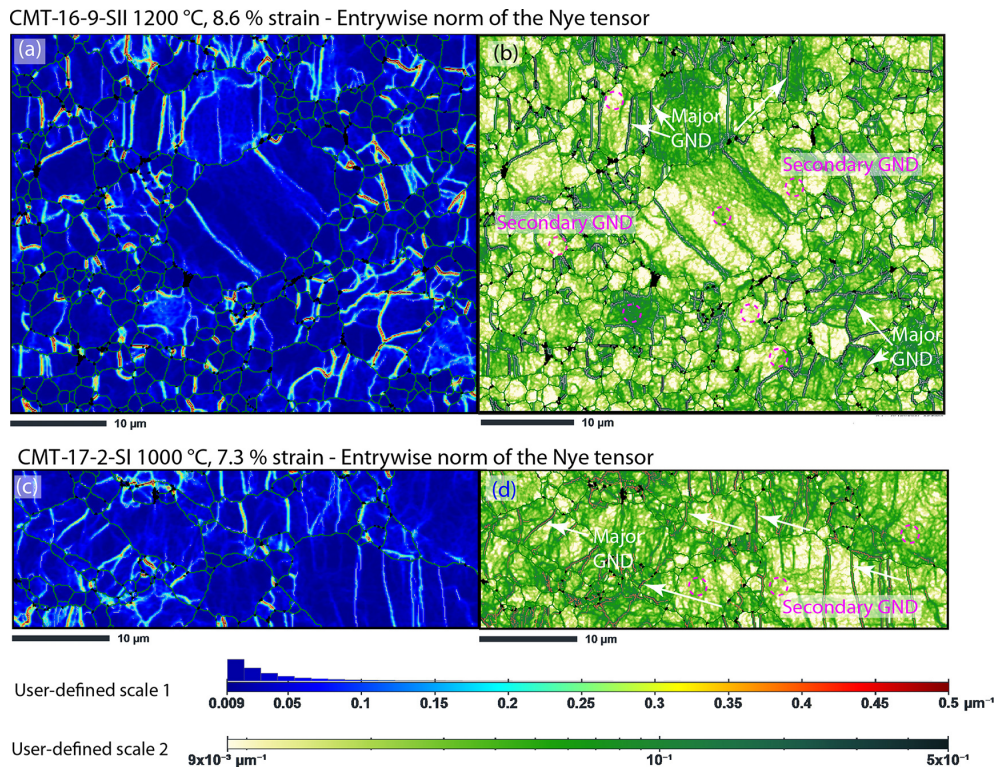 CMT-16-9-SII 1200 °C, 8.6 % strain - Entrywise norm of the Nye tensor
(a)
(b)
Major
GND
Secondary GND
Secondary GND
Major
GND
10 µm
10 µm
CMT-17-2-SI 1000 °C, 7.3 % strain - Entrywise norm of the Nye tensor
(c)
(d)
Major
GND
Secondary GND
10 µm
10 µm
User-defined scale 1
0.009 0.05 0.1 0.15 0.2 0.25 0.3 0.35 0.4 0.45 0.5 µm⁻¹
User-defined scale 2
9x10⁻³ µm⁻¹ 10⁻¹ 5x10⁻¹